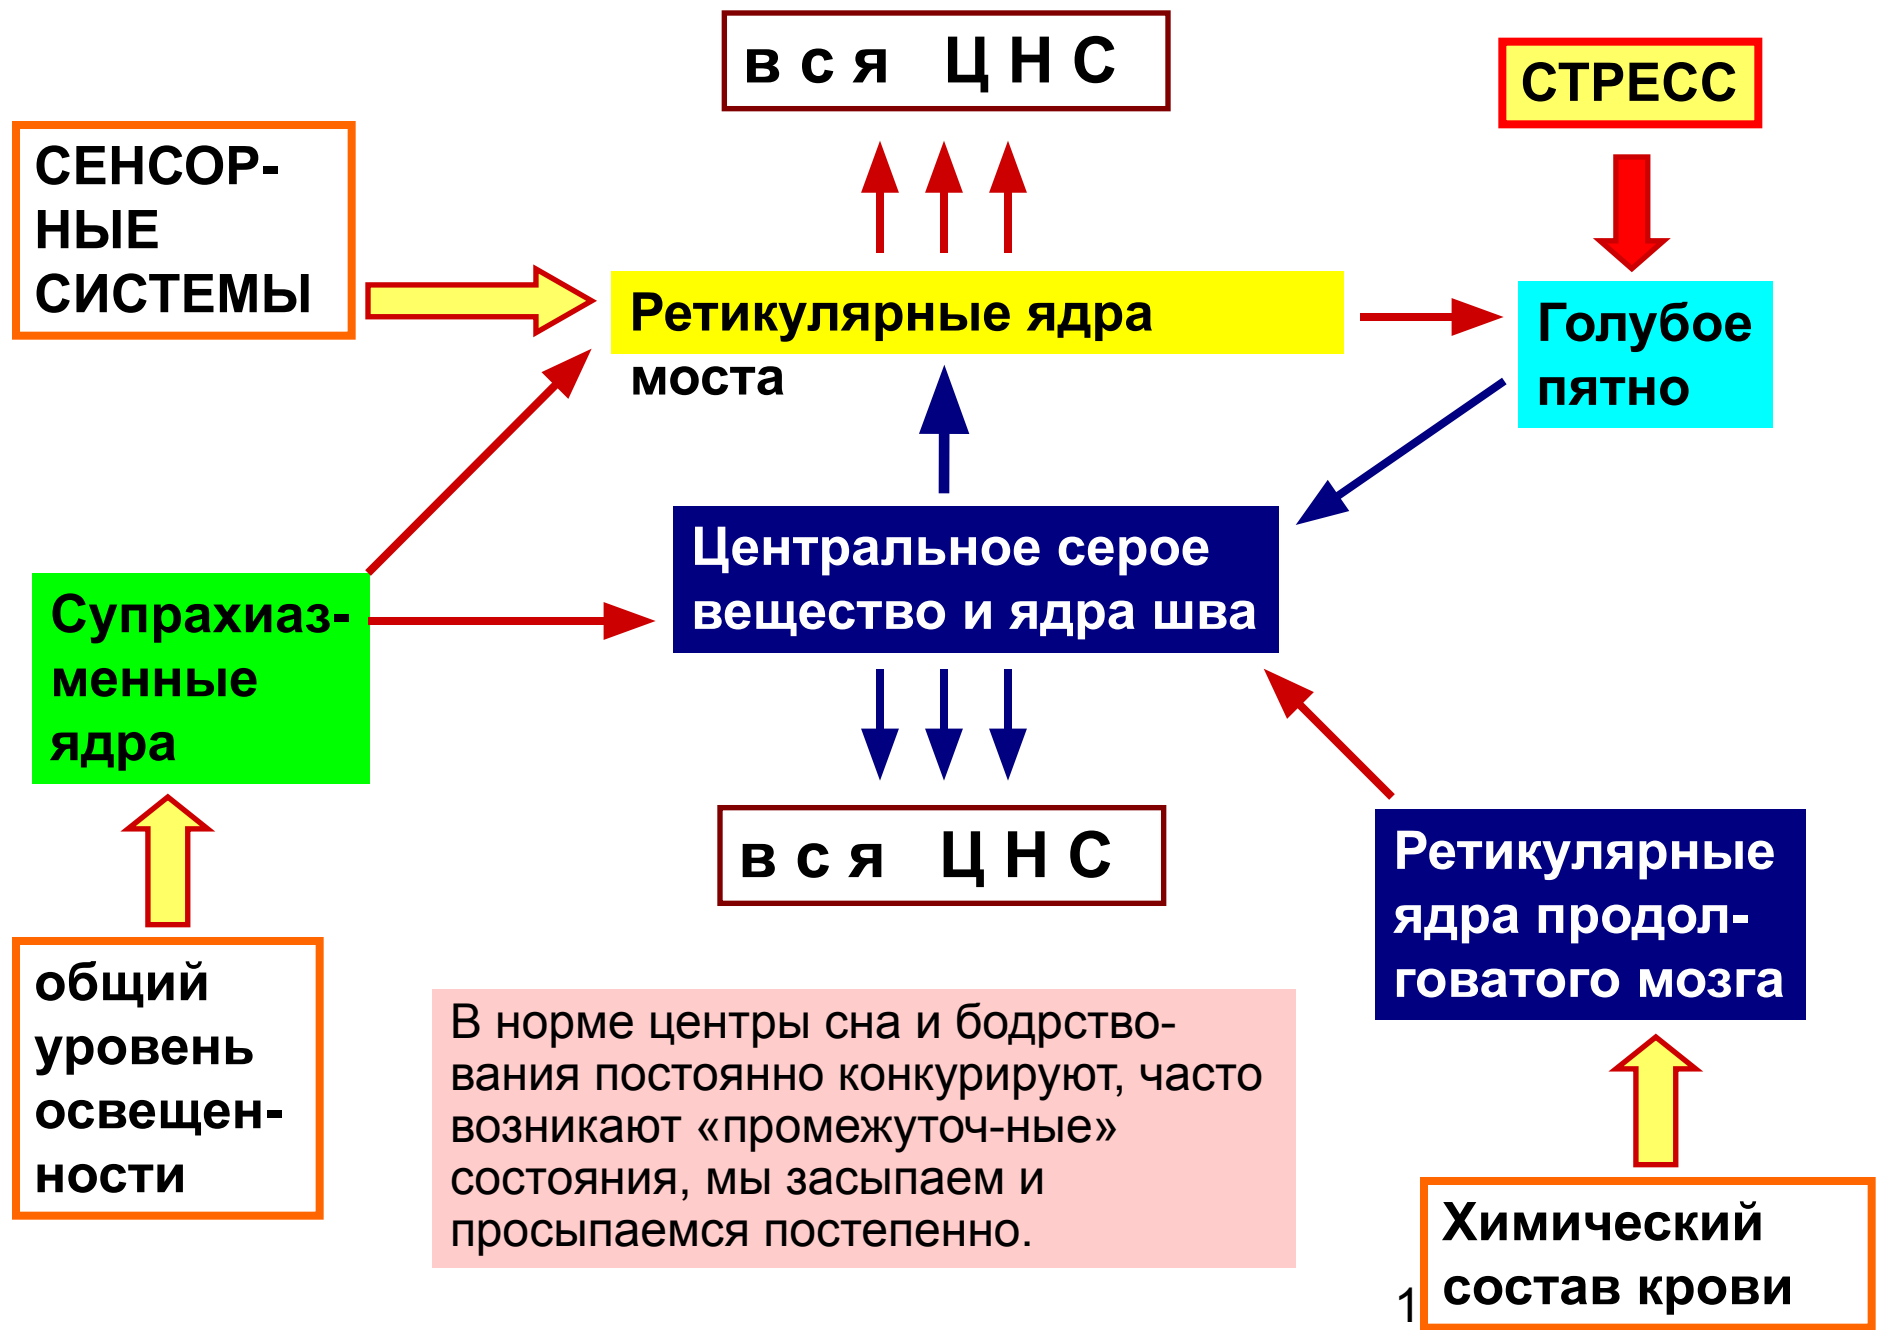 в с я Ц Н С
СТРЕСС
СЕНСОР-
НЫЕ
СИСТЕМЫ
Ретикулярные ядра
моста
Голубое
пятно
Центральное серое
вещество и ядра шва
Супрахиаз-
менные
ядра
в с я Ц Н С
Ретикулярные
ядра продол-
говатого мозга
общий
уровень
освещен-
ности
В норме центры сна и бодрство-
вания постоянно конкурируют, часто
возникают «промежуточ-ные»
состояния, мы засыпаем и
просыпаемся постепенно.
Химический
состав крови
1